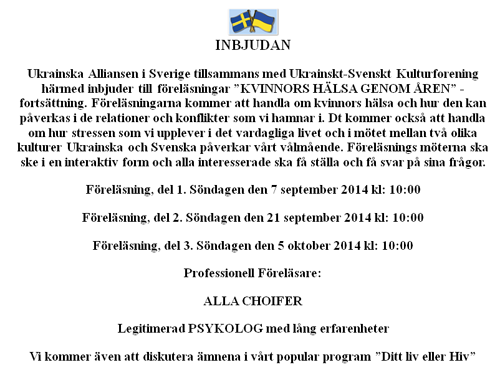 INBJUDAN
Ukrainska Alliansen i Sverige tillsammans med Ukrainskt-Svenskt Kulturforening
härmed inbjuder till föreläsningar ”KVINNORS HÄLSA GENOM ÅREN” -
fortsättning. Föreläsningarna kommer att handla om kvinnors hälsa och hur den kan
påverkas i de relationer och konflikter som vi hamnar i. Dt kommer också att handla
om hur stressen som vi upplever i det vardagliga livet och i mötet mellan två olika
kulturer Ukrainska och Svenska påverkar vårt välmående. Föreläsnings möterna ska
ske i en interaktiv form och alla interesserade ska få ställa och få svar på sina frågor.
Föreläsning, del 1. Söndagen den 7 september 2014 kl: 10:00
Föreläsning, del 2. Söndagen den 21 september 2014 kl: 10:00
Föreläsning, del 3. Söndagen den 5 oktober 2014 kl: 10:00
Professionell Föreläsare:
ALLA CHOIFER
Legitimerad PSYKOLOG med lång erfarenheter
Vi kommer även att diskutera ämnena i vårt popular program ”Ditt liv eller Hiv”